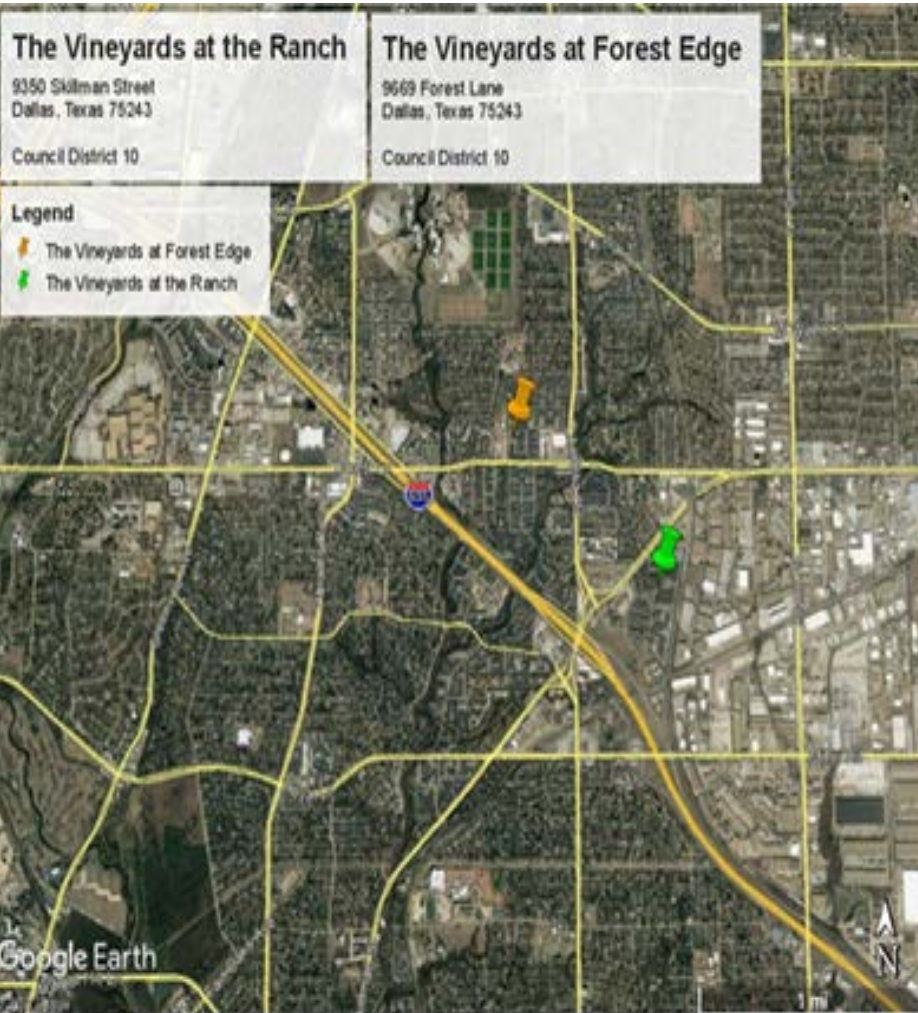 The Vineyards at the Ranch
9350 Skillman Street
Dallas, Texas 75243
Council District 10
The Vineyards at Forest Edge
9669 Forest Lane
Dallas, Texas 75243
Council District 10
Legend
The Vineyards at Forest Edge
The Vineyards at the Ranch
Google Earth
N
1 mi